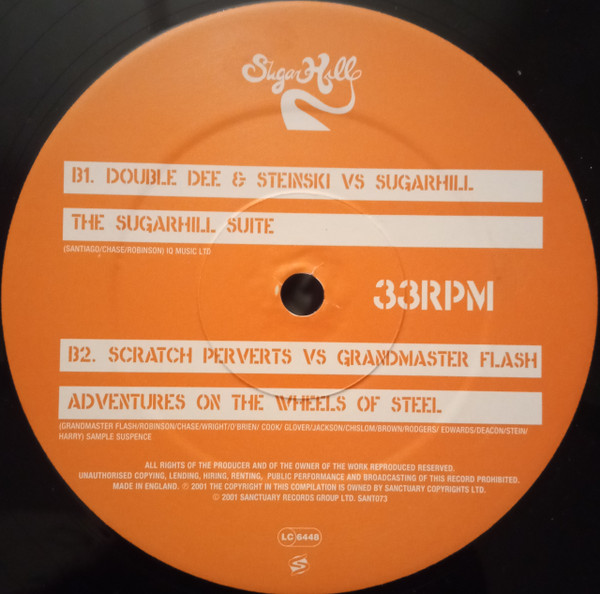 Sugar Hill
B1. DOUBLE DEE & STEINSKI VS SUGARHILL
THE SUGARHILL SUITE
(SANTIAGO/CHASE/ROBINSON) IQ MUSIC LTD
33RPM
B2. SCRATCH PERVERTS VS GRANDMASTER FLASH
ADVENTURES ON THE WHEELS OF STEEL
(GRANDMASTER FLASH/ROBINSON/CHASE/WRIGHT/O'BRIEN/ COOK/ GLOVER/JACKSON/CHISLOM/BROWN/RODGERS/ EDWARDS/DEACON/STEIN/
HARRY) SAMPLE SUSPENCE
ALL RIGHTS OF THE PRODUCER AND OF THE OWNER OF THE WORK REPRODUCED RESERVED.
UNAUTHORISED COPYING, LENDING, HIRING, RENTING, PUBLIC PERFORMANCE AND BROADCASTING OF THIS RECORD PROHIBITED.
MADE IN ENGLAND. ℗ 2001 THE COPYRIGHT IN THIS COMPILATION IS OWNED BY SANCTUARY COPYRIGHTS LTD.
© 2001 SANCTUARY RECORDS GROUP LTD. SANT073
LC 6448